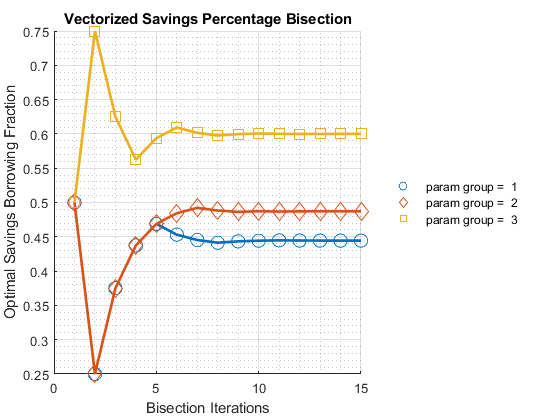 Vectorized Savings Percentage Bisection
Optimal Savings Borrowing Fraction
0.75
0.7
0.65
0.6
0.55
0.5
0.45
0.4
0.35
0.3
0.25
0
5
10
15
Bisection Iterations
param group = 1
param group = 2
param group = 3